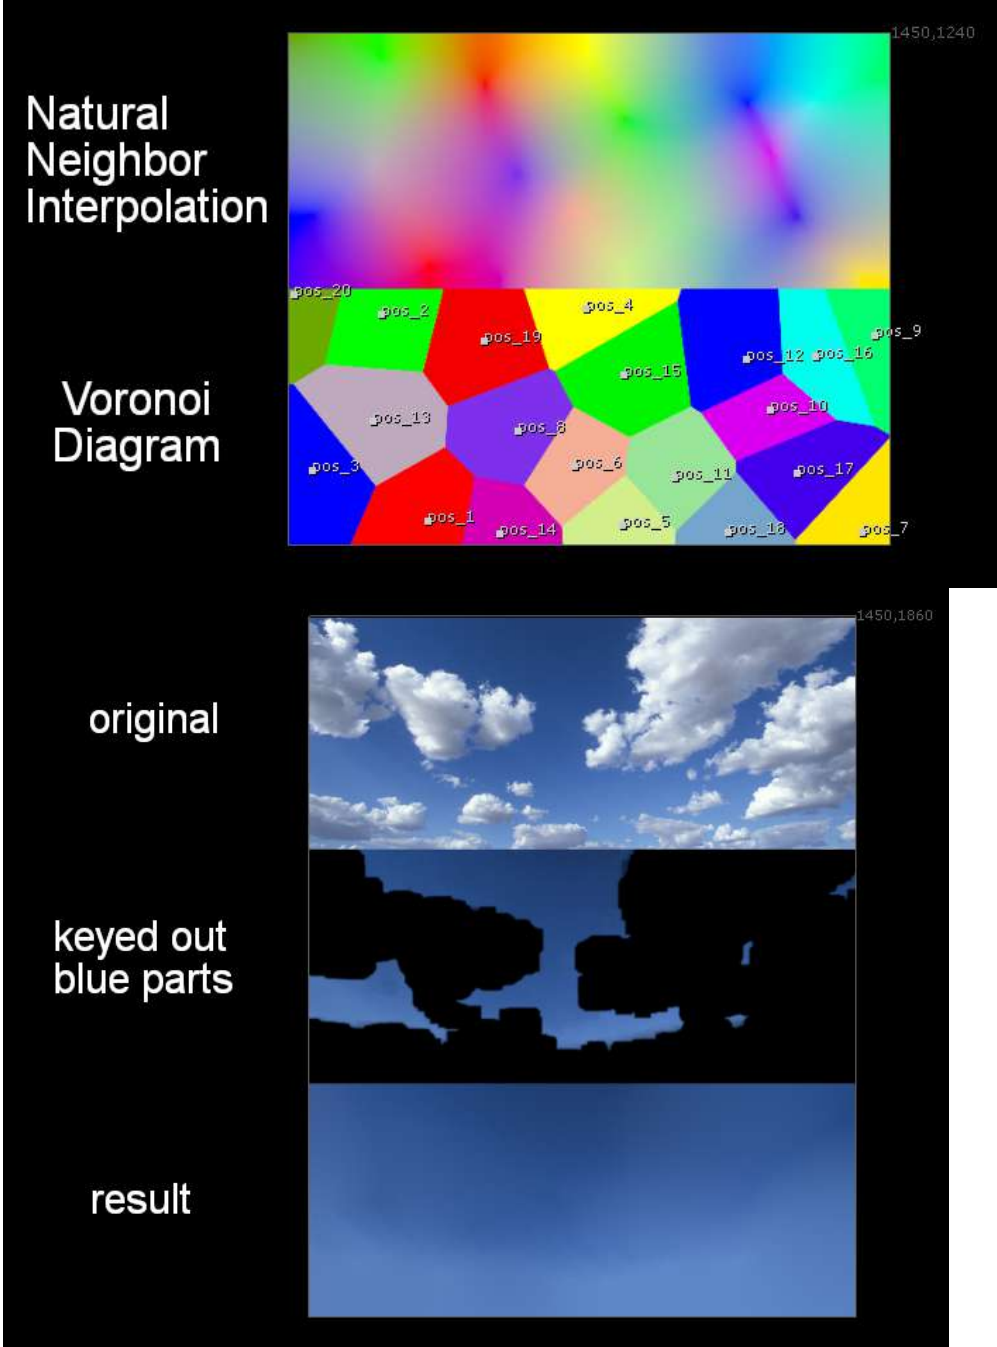 1450,1240
Natural
Neighbor
Interpolation
pos_20
pos_2
pos_4
pos_19
pos_9
pos_12
pos_16
pos_15
pos_10
pos_13
pos_8
pos_3
pos_6
pos_11
pos_17
pos_1
pos_14
pos_5
pos_18
pos_7
Voronoi
Diagram
1450,1860
original
keyed out
blue parts
result